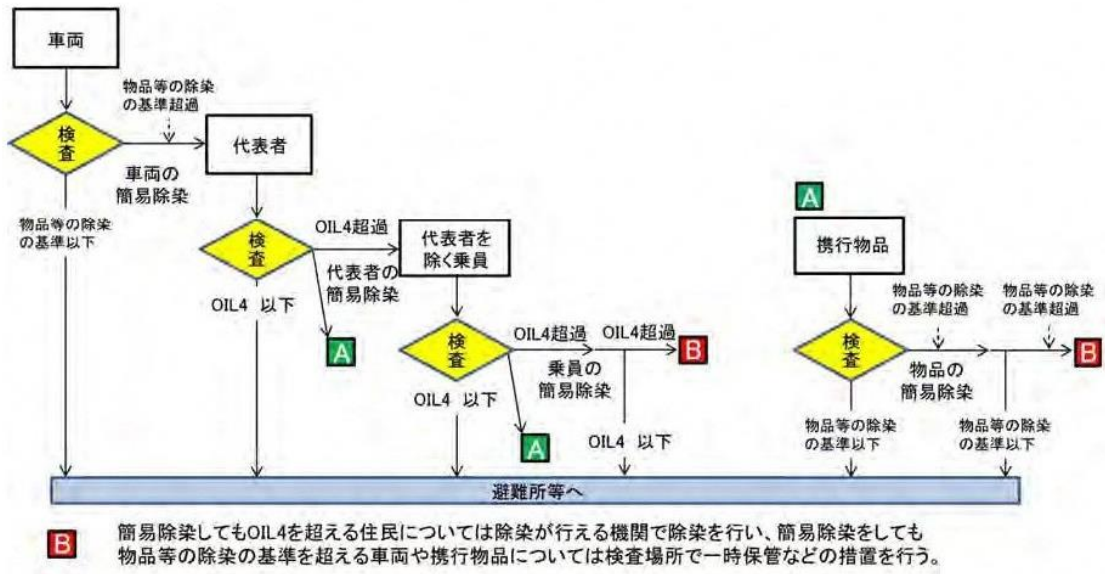 車両
物品等の除染
の基準超過
検
査
代表者
車両の
簡易除染
物品等の除染
の基準以下
検
査
OIL4超過
代表者の
簡易除染
OIL4 以下
A
代表者を
除く乗員
検
査
OIL4超過
OIL4超過
B
乗員の
簡易除染
OIL4 以下
A
OIL4 以下
A
携行物品
物品等の除染
の基準超過
物品等の除染
の基準超過
検
査
B
物品の
簡易除染
物品等の除染
の基準以下
物品等の除染
の基準以下
避難所等へ
B
簡易除染してもOIL4を超える住民については除染が行える機関で除染を行い、簡易除染をしても
物品等の除染の基準を超える車両や携行物品については検査場所で一時保管などの措置を行う。